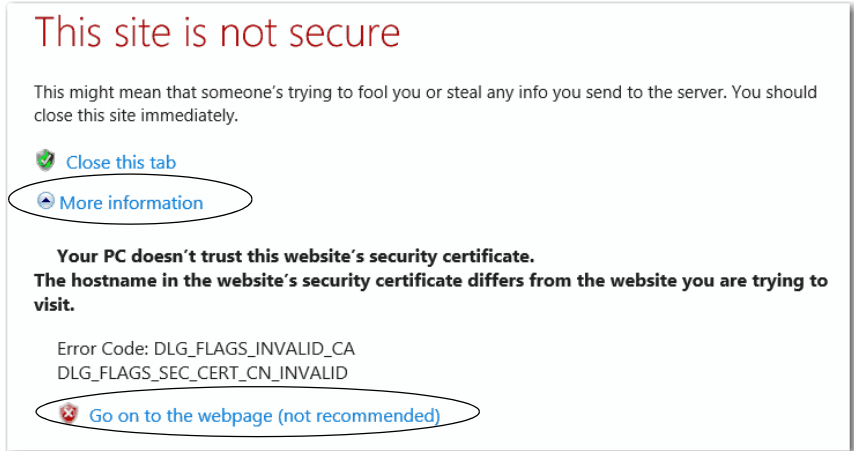 This site is not secure
This might mean that someone's trying to fool you or steal any info you send to the server. You should
close this site immediately.
Close this tab
More information
Your PC doesn't trust this website's security certificate.
The hostname in the website's security certificate differs from the website you are trying to
visit.
Error Code: DLG_FLAGS_INVALID_CA
DLG_FLAGS_SEC_CERT_CN_INVALID
Go on to the webpage (not recommended)